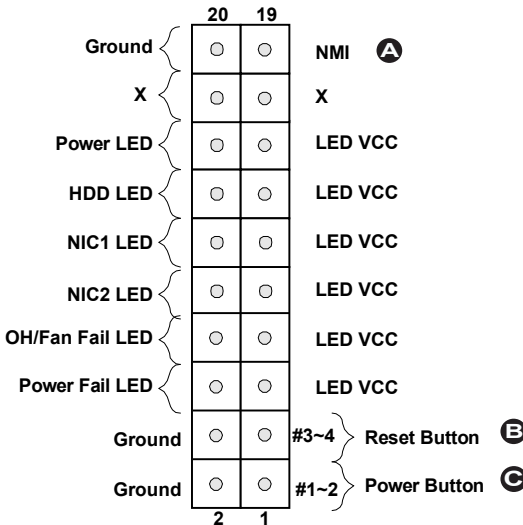 20 19
Ground NMI A
X X
Power LED LED VCC
HDD LED LED VCC
NIC1 LED LED VCC
NIC2 LED LED VCC
OH/Fan Fail LED LED VCC
Power Fail LED LED VCC
Ground #3~4 Reset Button B
Ground #1~2 Power Button C
2 1